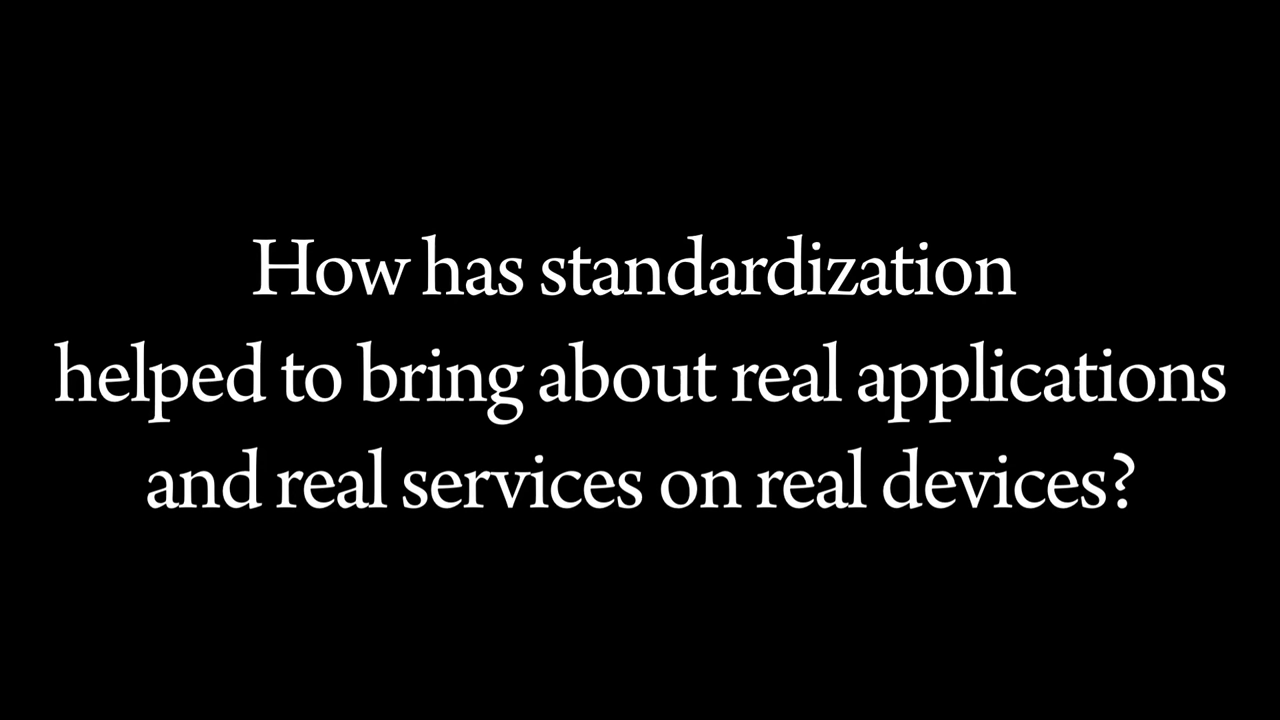 How has standardization
helped to bring about real applications
and real services on real devices?